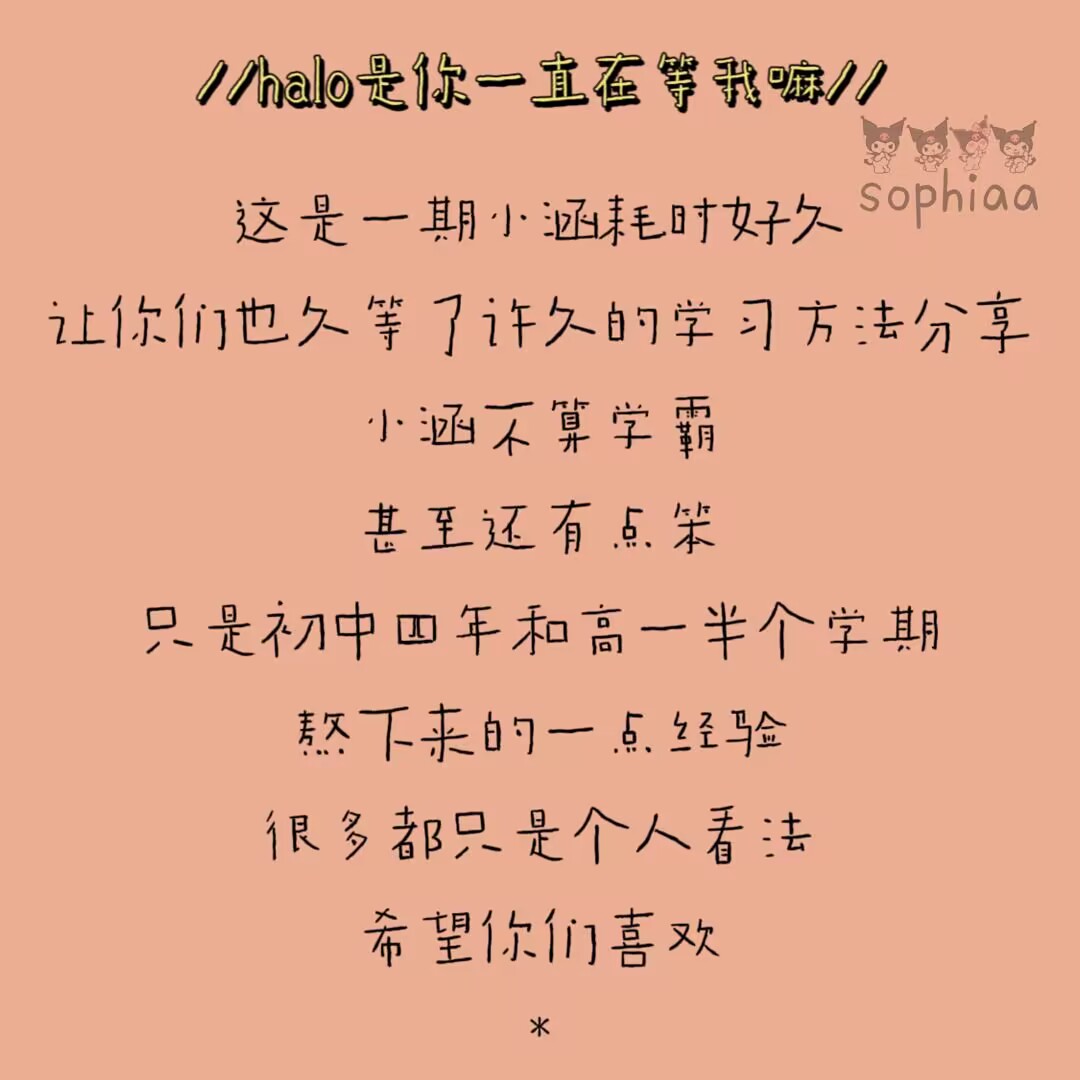 //halo是你一直在等我嘛//
sophiaa
这是一期小涵耗时好久
让你们也久等了许久的学习方法分享
小涵不算学霸
甚至还有点笨
只是初中四年和高一半个学期
熬下来的一点经验
很多都只是个人看法
希望你们喜欢
*